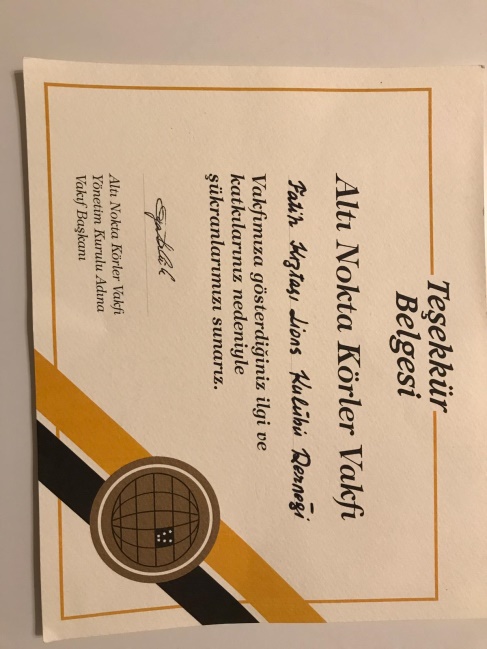 Teşekkür
Belgesi
Altı Nokta Körler Vakfı
Fatih Kıztaşı Lions Kulübü Derneği
Vakfımıza gösterdiğiniz ilgi ve
katkılarınız nedeniyle
şükranlarımızı sunarız.
Altı Nokta Körler Vakfı
Yönetim Kurulu Adına
Vakıf Başkanı